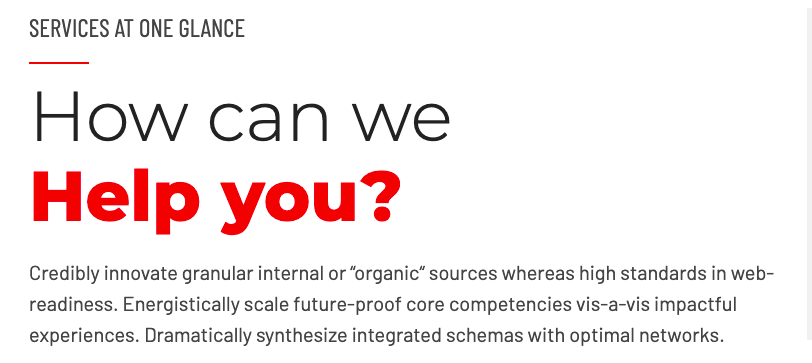 SERVICES AT ONE GLANCE
How can we
Help you?
Credibly innovate granular internal or “organic“ sources whereas high standards in web-
readiness. Energistically scale future-proof core competencies vis-a-vis impactful
experiences. Dramatically synthesize integrated schemas with optimal networks.